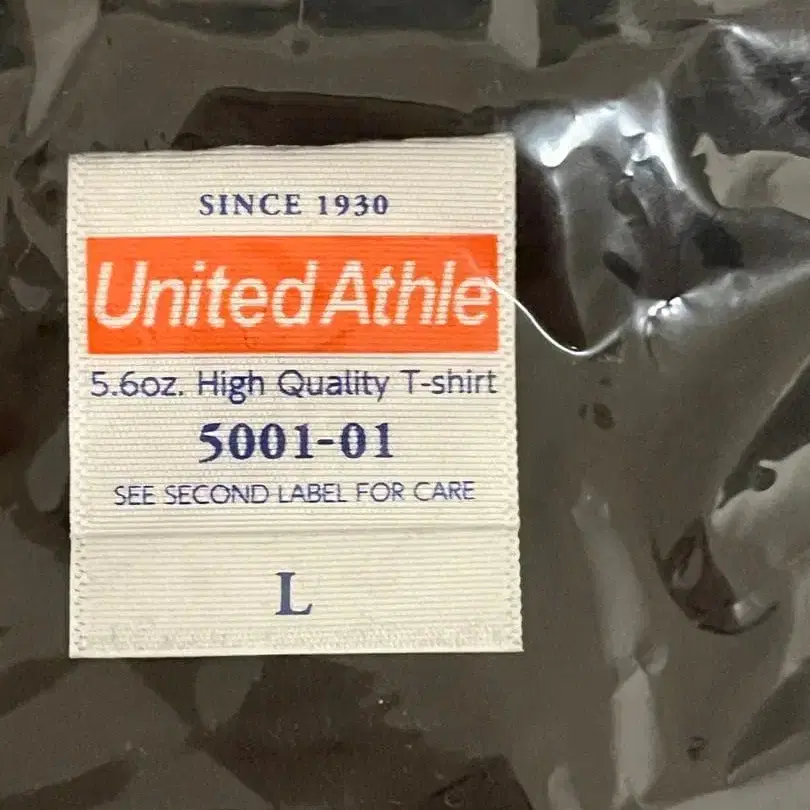 SINCE 1930
United Athle
5.6oz. High Quality T-shirt
5001-01
SEE SECOND LABEL FOR CARE
L